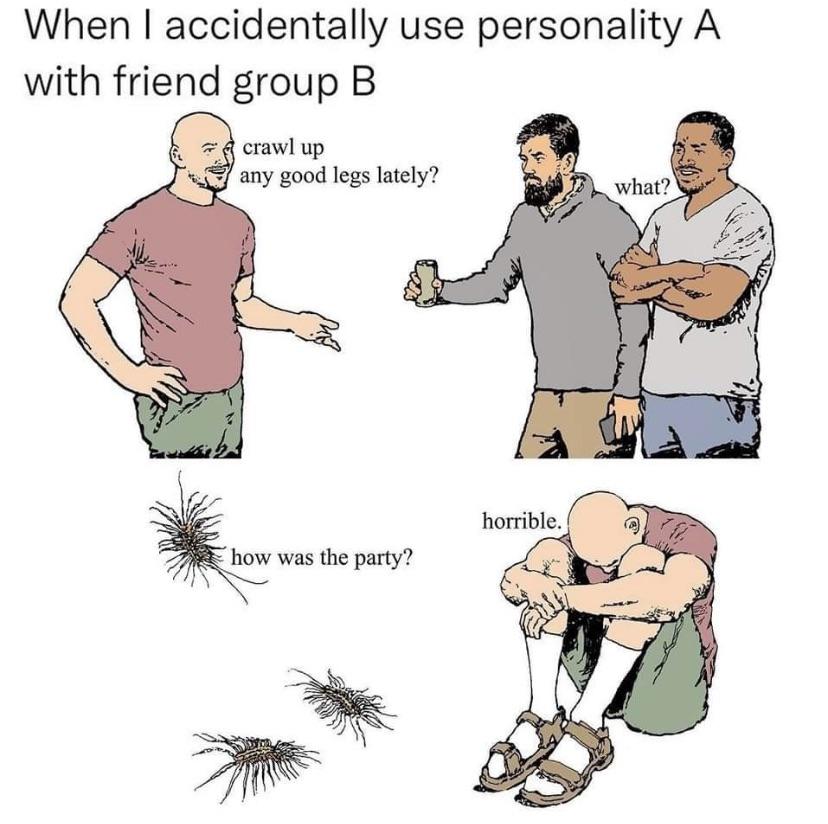 When I accidentally use personality A
with friend group B
crawl up
any good legs lately?
what?
how was the party?
horrible.